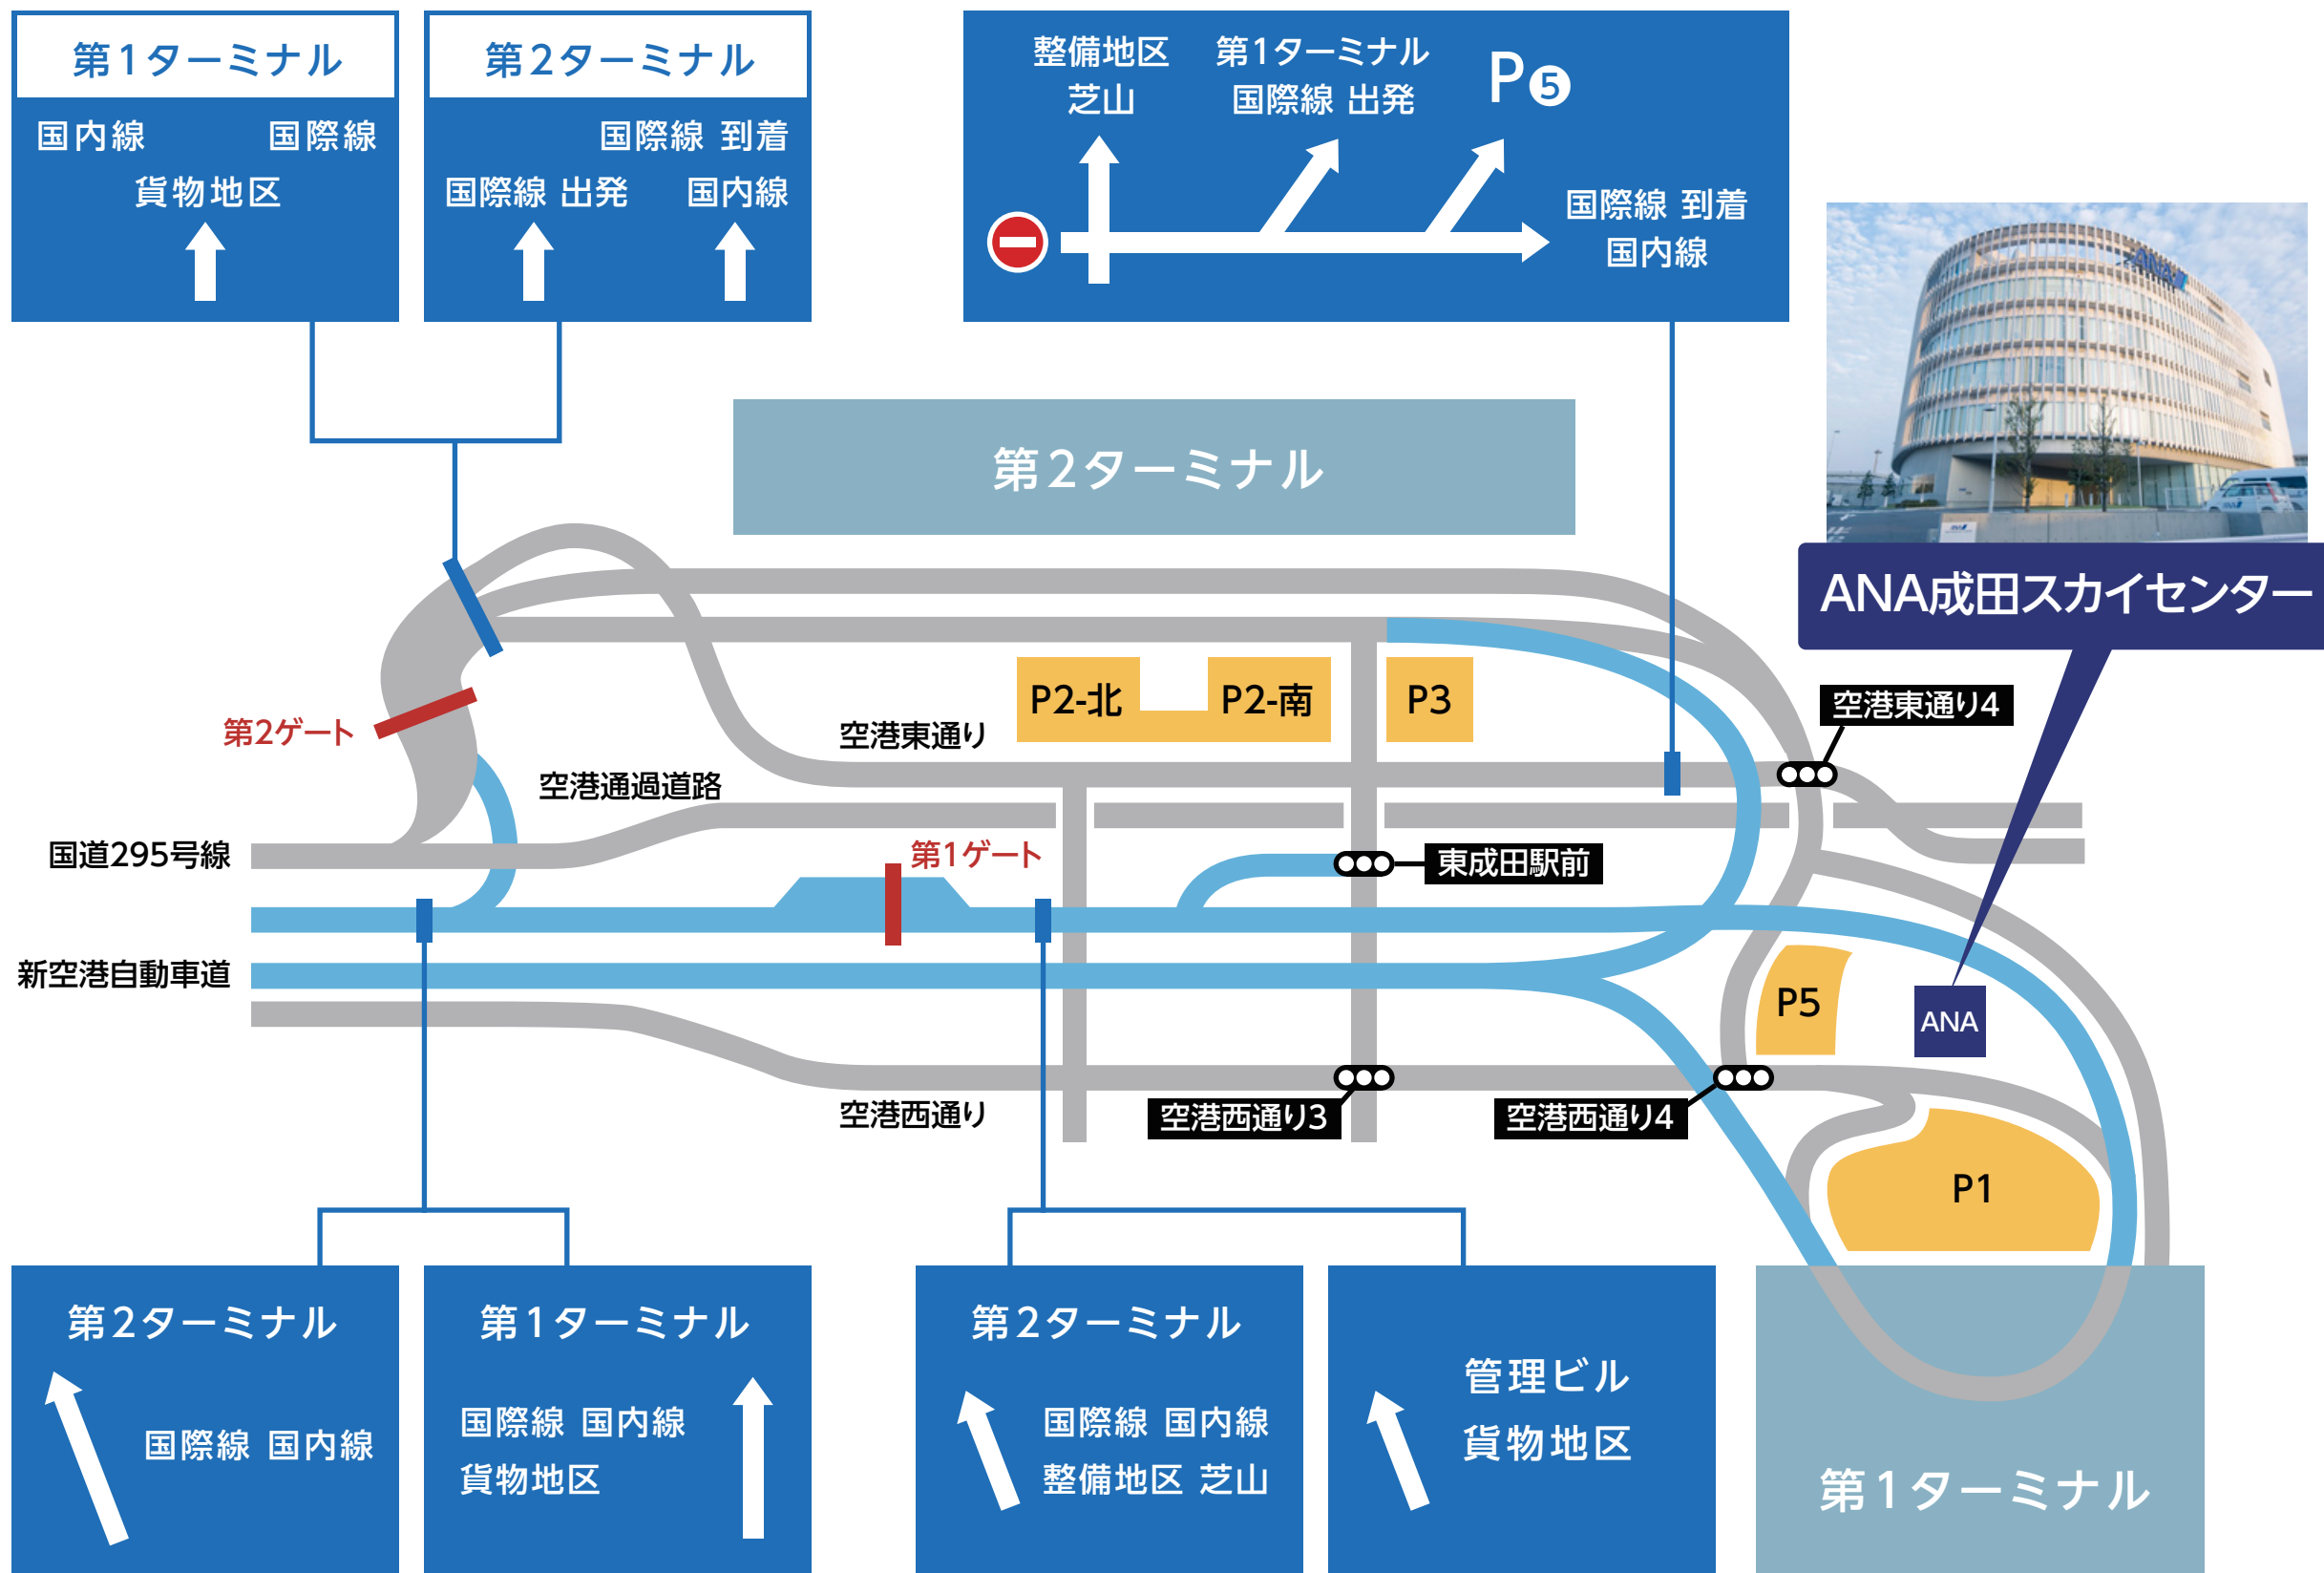 第1ターミナル
国内線 国際線
貨物地区
第2ターミナル
国際線 到着
国際線 出発 国内線
整備地区
芝山
第1ターミナル
国際線 出発
P5
国際線 到着
国内線
ANA
第2ターミナル
ANA成田スカイセンター
P2-北
P2-南
P3
空港東通り4
第2ゲート
空港東通り
空港通過道路
国道295号線
第1ゲート
東成田駅前
新空港自動車道
P5
ANA
空港西通り
空港西通り3
空港西通り4
P1
第2ターミナル
国際線 国内線
第1ターミナル
国際線 国内線
貨物地区
第2ターミナル
国際線 国内線
整備地区 芝山
管理ビル
貨物地区
第1ターミナル